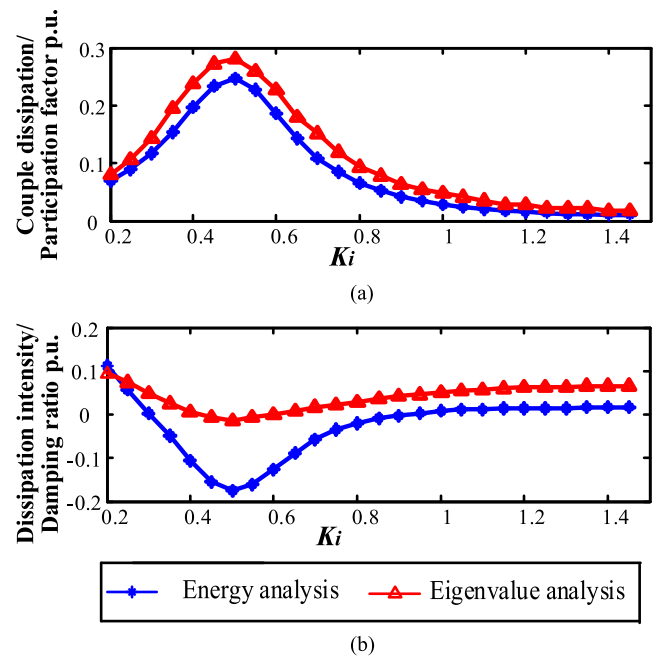 Couple dissipation/
Participation factor p.u.
0.3
0.2
0.1
0
0.2 0.4 0.6 0.8 1 1.2 1.4
Ki
(a)
Dissipation intensity/
Damping ratio p.u.
0.2
0.1
0
-0.1
-0.2
0.2 0.4 0.6 0.8 1 1.2 1.4
Ki
Energy analysis Eigenvalue analysis
(b)